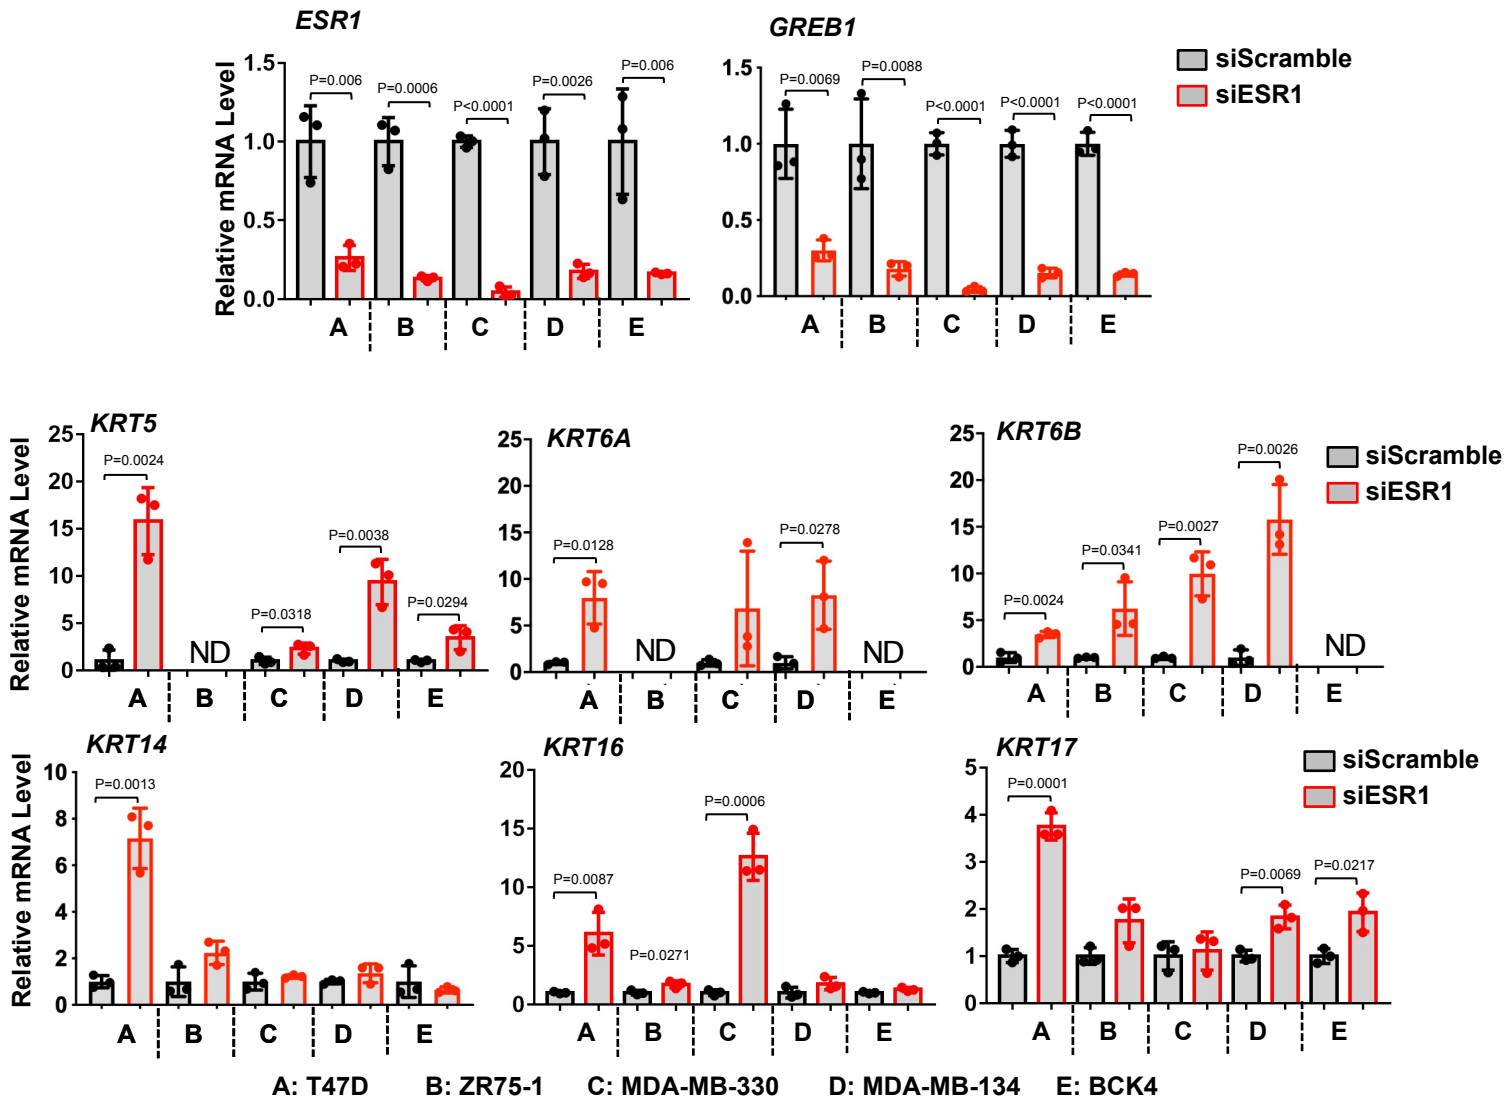 ESR1
GREB1
siScramble
siESR1
Relative mRNA Level
1.5
1.0
0.5
0.0
P=0.006
P=0.0006
P<0.0001
P=0.0026
P=0.006
A
B
C
D
E
1.5
1.0
0.5
0.0
P=0.0069
P=0.0088
P<0.0001
P<0.0001
P<0.0001
A
B
C
D
E
KRT5
Relative mRNA Level
25
20
15
10
5
0
P=0.0024
ND
P=0.0318
P=0.0038
P=0.0294
A
B
C
D
E
KRT6A
25
20
15
10
5
0
P=0.0128
ND
P=0.0278
ND
A
B
C
D
E
KRT6B
25
20
15
10
5
0
P=0.0024
P=0.0341
P=0.0027
P=0.0026
ND
A
B
C
D
E
siScramble
siESR1
KRT14
Relative mRNA Level
10
8
6
4
2
0
P=0.0013
A
B
C
D
E
KRT16
20
15
10
5
0
P=0.0087
P=0.0271
P=0.0006
A
B
C
D
E
KRT17
5
4
3
2
1
0
P=0.0001
P=0.0069
P=0.0217
A
B
C
D
E
siScramble
siESR1
A: T47D B: ZR75-1 C: MDA-MB-330 D: MDA-MB-134 E: BCK4